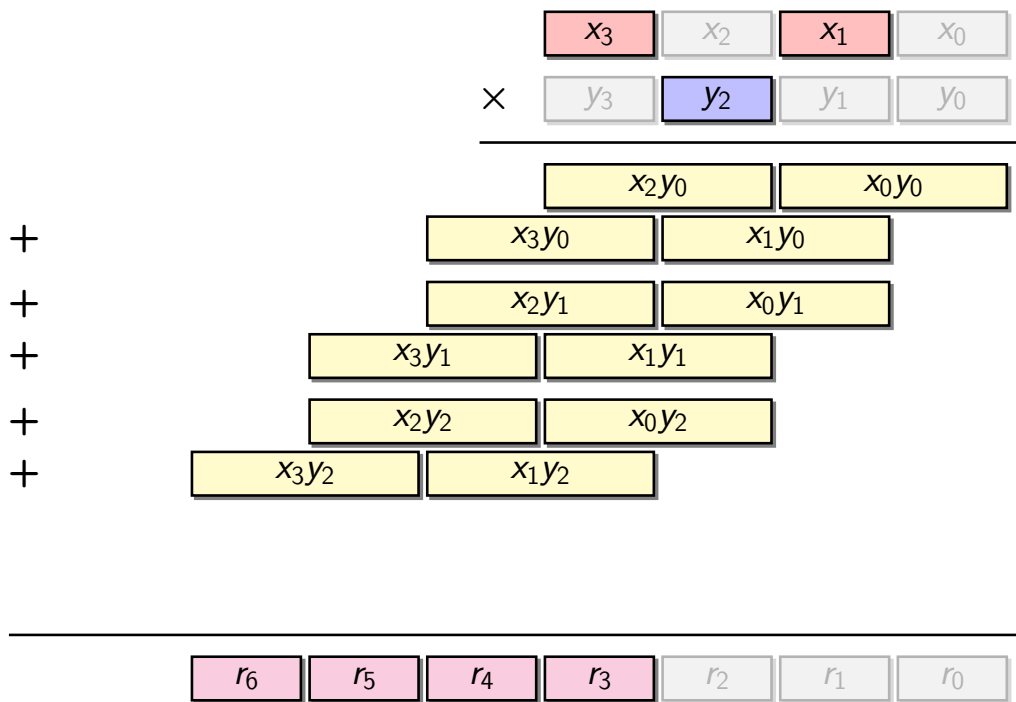 x₃ x₂ x₁ x₀
× y₃ y₂ y₁ y₀
x₂y₀ x₀y₀
+ x₃y₀ x₁y₀
+ x₂y₁ x₀y₁
+ x₃y₁ x₁y₁
+ x₂y₂ x₀y₂
+ x₃y₂ x₁y₂
r₆ r₅ r₄ r₃ r₂ r₁ r₀